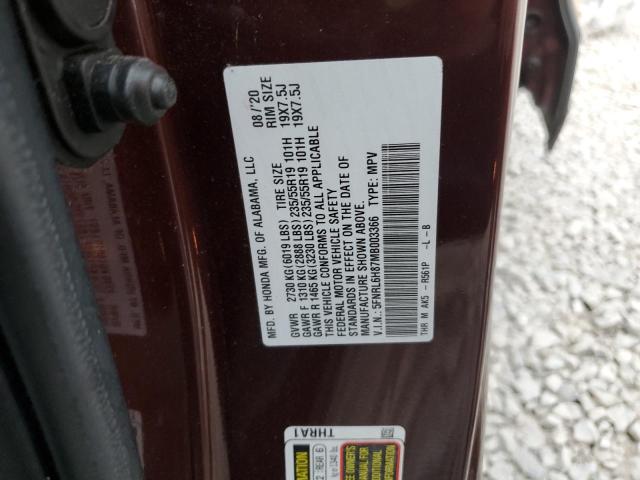 MFD. BY HONDA MFG. OF ALABAMA, LLC 08/'20
TIRE SIZE RIM SIZE
GVWR 2730 KG(6019 LBS)
GAWR F 1310 KG(2888 LBS) 235/55R19 101H 19X7.5J
GAWR R 1465 KG(3230 LBS) 235/55R19 101H 19X7.5J
THIS VEHICLE CONFORMS TO ALL APPLICABLE
FEDERAL MOTOR VEHICLE SAFETY
STANDARDS IN EFFECT ON THE DATE OF
MANUFACTURE SHOWN ABOVE.
V.I.N.: 5FNRL6H87MB003366 TYPE: MPV
THR M AK5 - R561P -L - B
THRA1
REAR 6